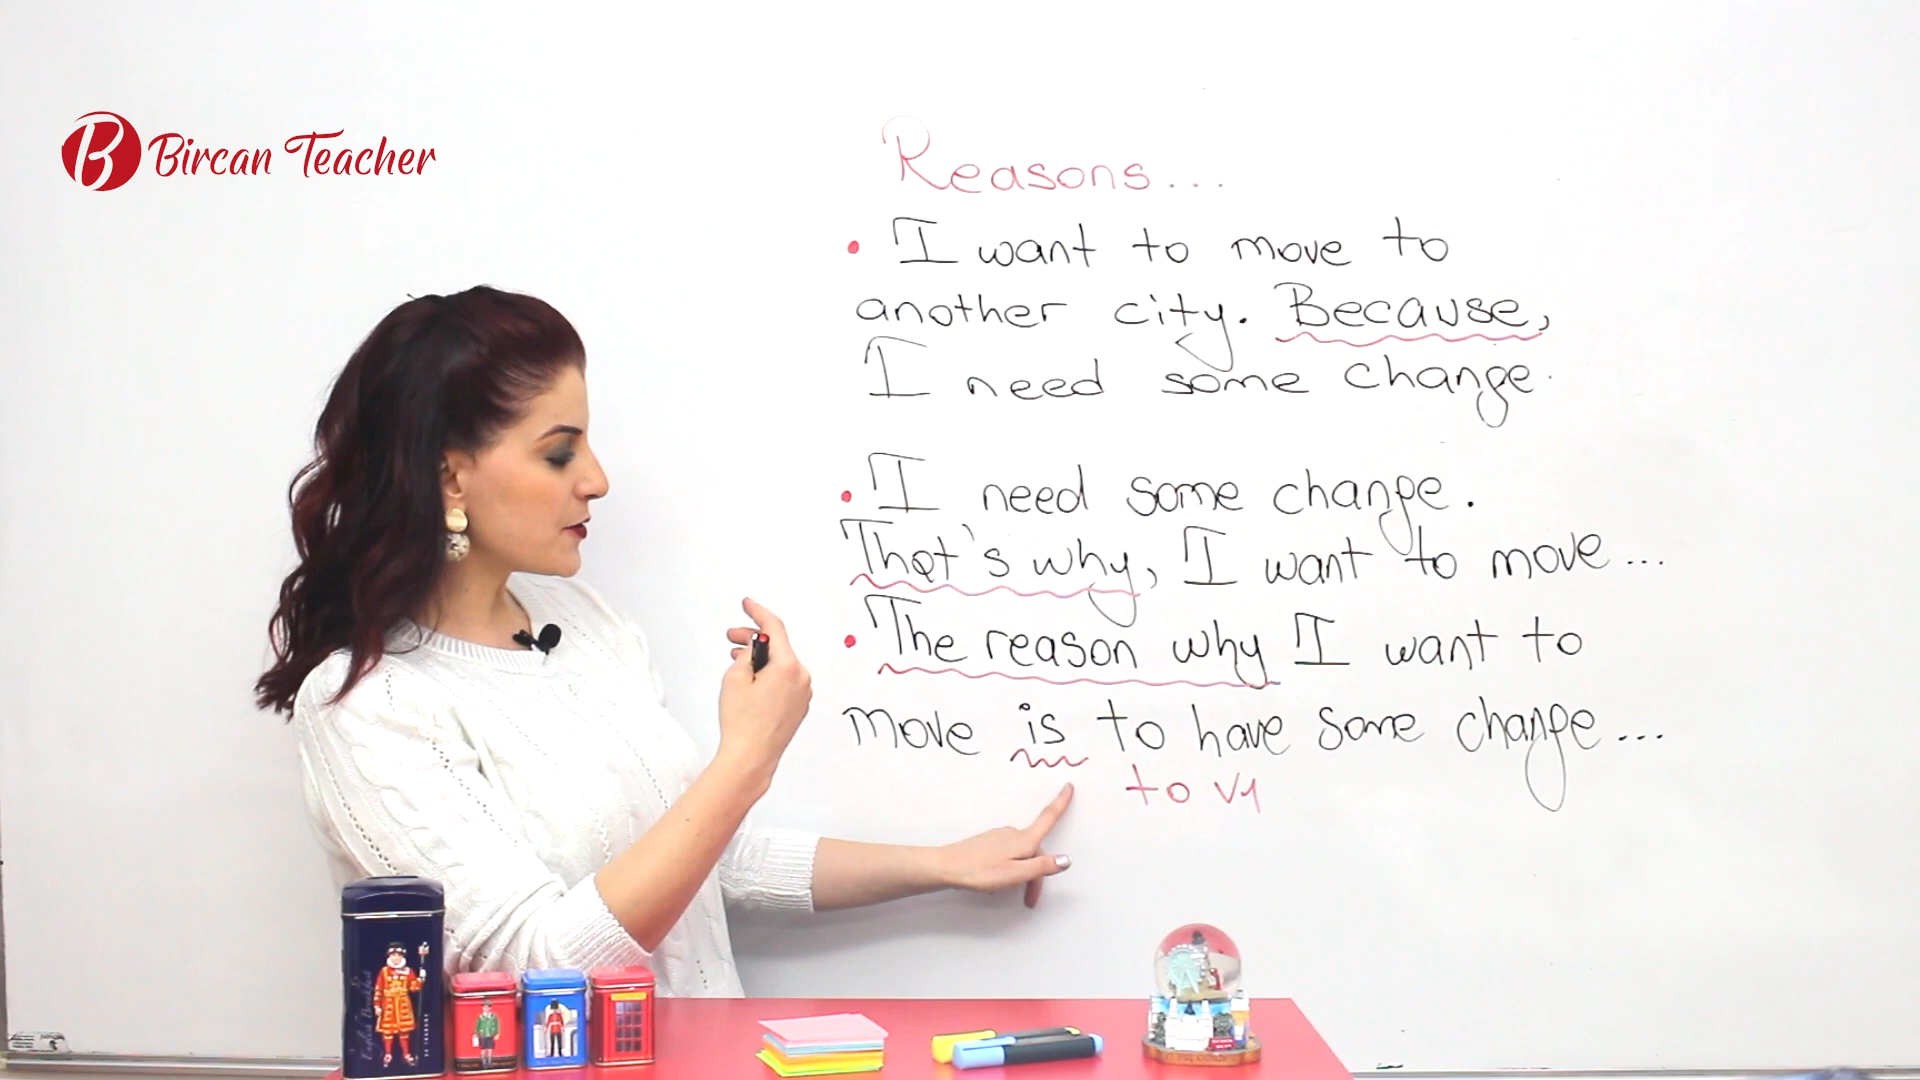 B Bircan Teacher
Reasons...
• I want to move to
another city. Because,
I need some change.
• I need some change.
That's why, I want to move...
• The reason why I want to
move is to have some change...
to V1